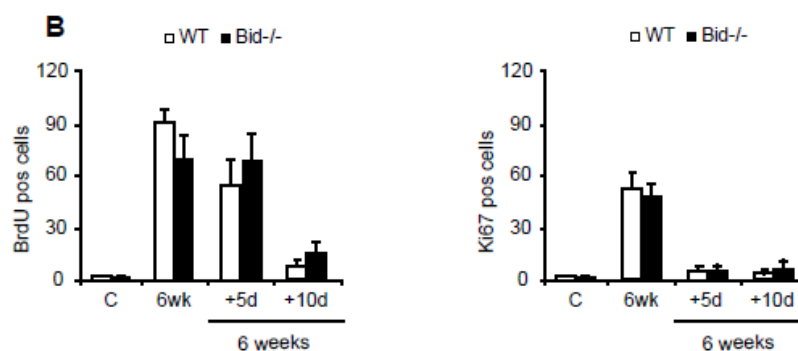 B
WT Bid-/-
120
90
60
30
0
BrdU pos cells
C 6wk +5d +10d
6 weeks
WT Bid-/-
120
90
60
30
0
Ki67 pos cells
C 6wk +5d +10d
6 weeks